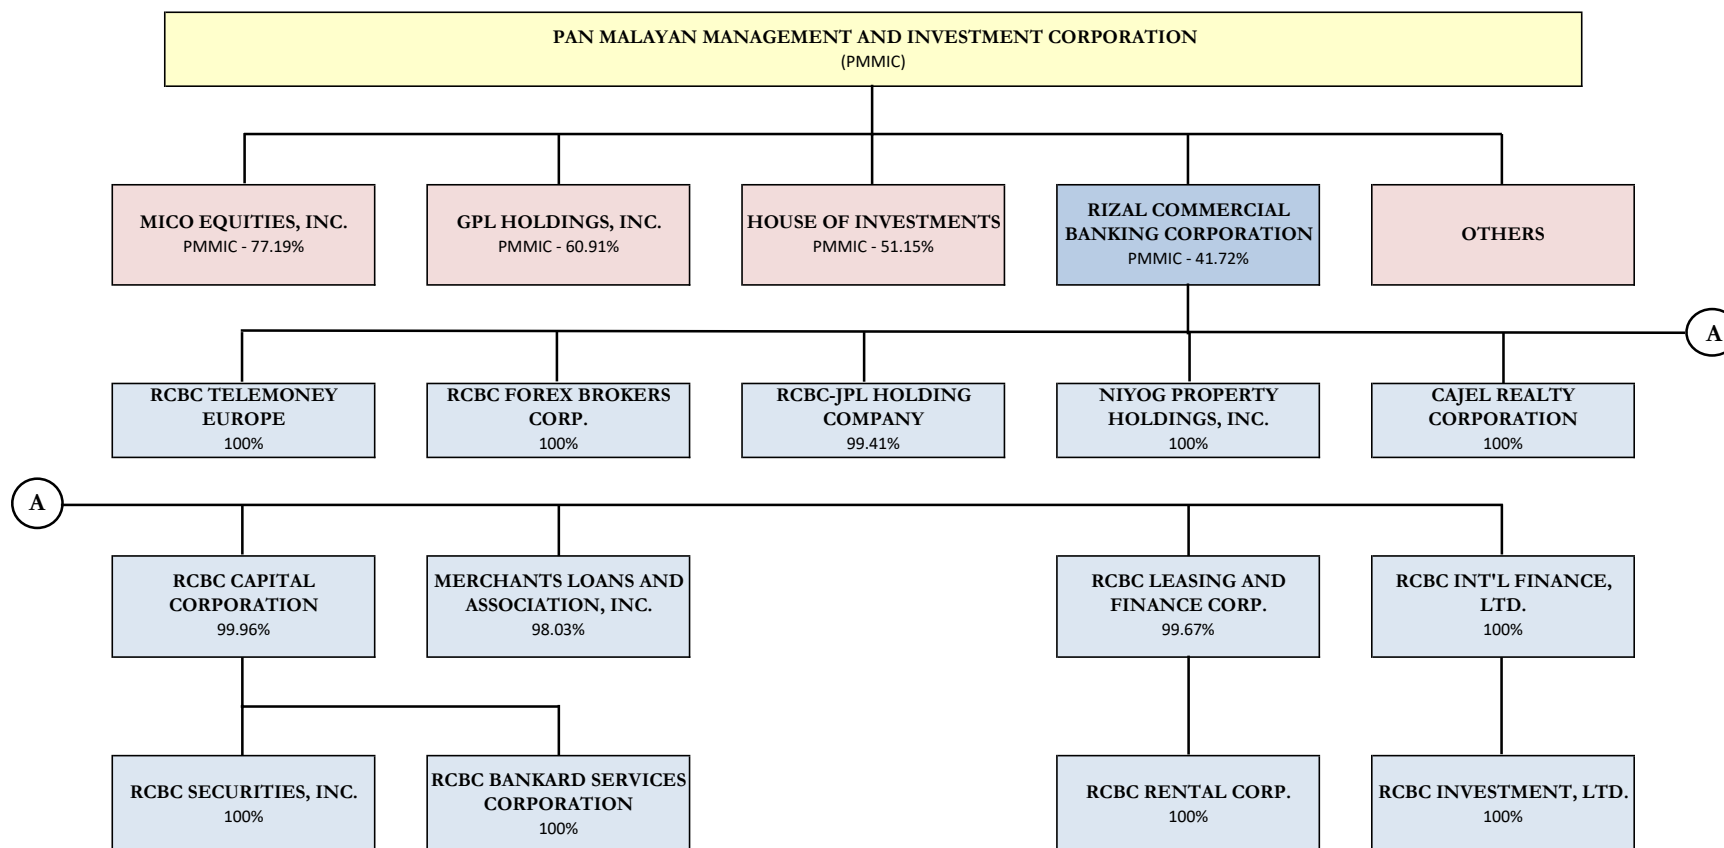 PAN MALAYAN MANAGEMENT AND INVESTMENT CORPORATION
(PMMIC)
MICO EQUITIES, INC.
PMMIC - 77.19%
GPL HOLDINGS, INC.
PMMIC - 60.91%
HOUSE OF INVESTMENTS
PMMIC - 51.15%
RIZAL COMMERCIAL
BANKING CORPORATION
PMMIC - 41.72%
OTHERS
A
RCBC TELEMONEY
EUROPE
100%
RCBC FOREX BROKERS
CORP.
100%
RCBC-JPL HOLDING
COMPANY
99.41%
NIYOG PROPERTY
HOLDINGS, INC.
100%
CAJEL REALTY
CORPORATION
100%
A
RCBC CAPITAL
CORPORATION
99.96%
MERCHANTS LOANS AND
ASSOCIATION, INC.
98.03%
RCBC LEASING AND
FINANCE CORP.
99.67%
RCBC INT'L FINANCE,
LTD.
100%
RCBC SECURITIES, INC.
100%
RCBC BANKARD SERVICES
CORPORATION
100%
RCBC RENTAL CORP.
100%
RCBC INVESTMENT, LTD.
100%